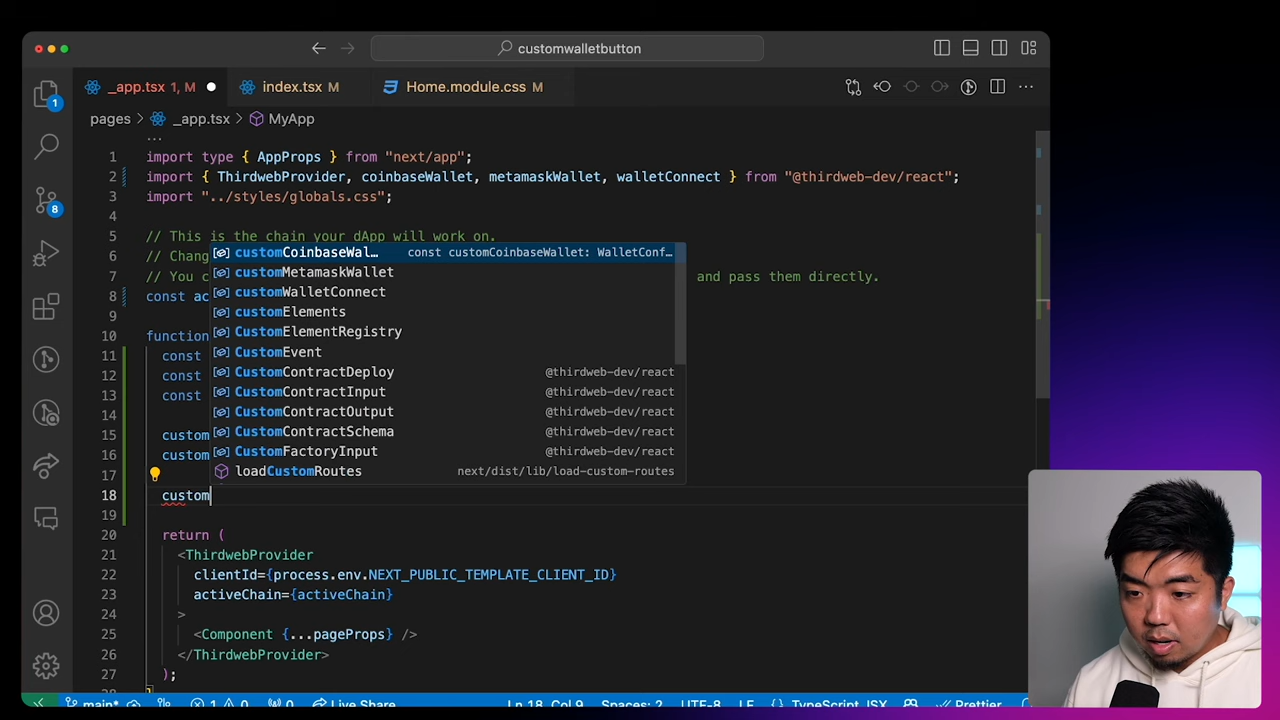 customwalletbutton
_app.tsx 1, M
index.tsx M
Home.module.css M
pages > _app.tsx > MyApp
...
1 import type { AppProps } from "next/app";
2 import { ThirdwebProvider, coinbaseWallet, metamaskWallet, walletConnect } from "@thirdweb-dev/react";
3 import "../styles/globals.css";
4
5 // This is the chain your dApp will work on.
6 // Chang
7 // You c and pass them directly.
8 const ac
9
10 function
11 const
12 const
13 const
14
15 custom
16 custom
17
18 custom
19
20 return (
21 <ThirdwebProvider
22 clientId={process.env.NEXT_PUBLIC_TEMPLATE_CLIENT_ID}
23 activeChain={activeChain}
24 >
25 <Component {...pageProps} />
26 </ThirdwebProvider>
27 );
customCoinbaseWal… const customCoinbaseWallet: WalletConf…
customMetamaskWallet
customWalletConnect
CustomElements
CustomElementRegistry
CustomEvent
CustomContractDeploy @thirdweb-dev/react
CustomContractInput @thirdweb-dev/react
CustomContractOutput @thirdweb-dev/react
CustomContractSchema @thirdweb-dev/react
CustomFactoryInput @thirdweb-dev/react
loadCustomRoutes next/dist/lib/load-custom-routes
1
8
main* 1 0 0 Live Share Ln 18, Col 9 Spaces: 2 UTF-8 LF {} TypeScript JSX Prettier